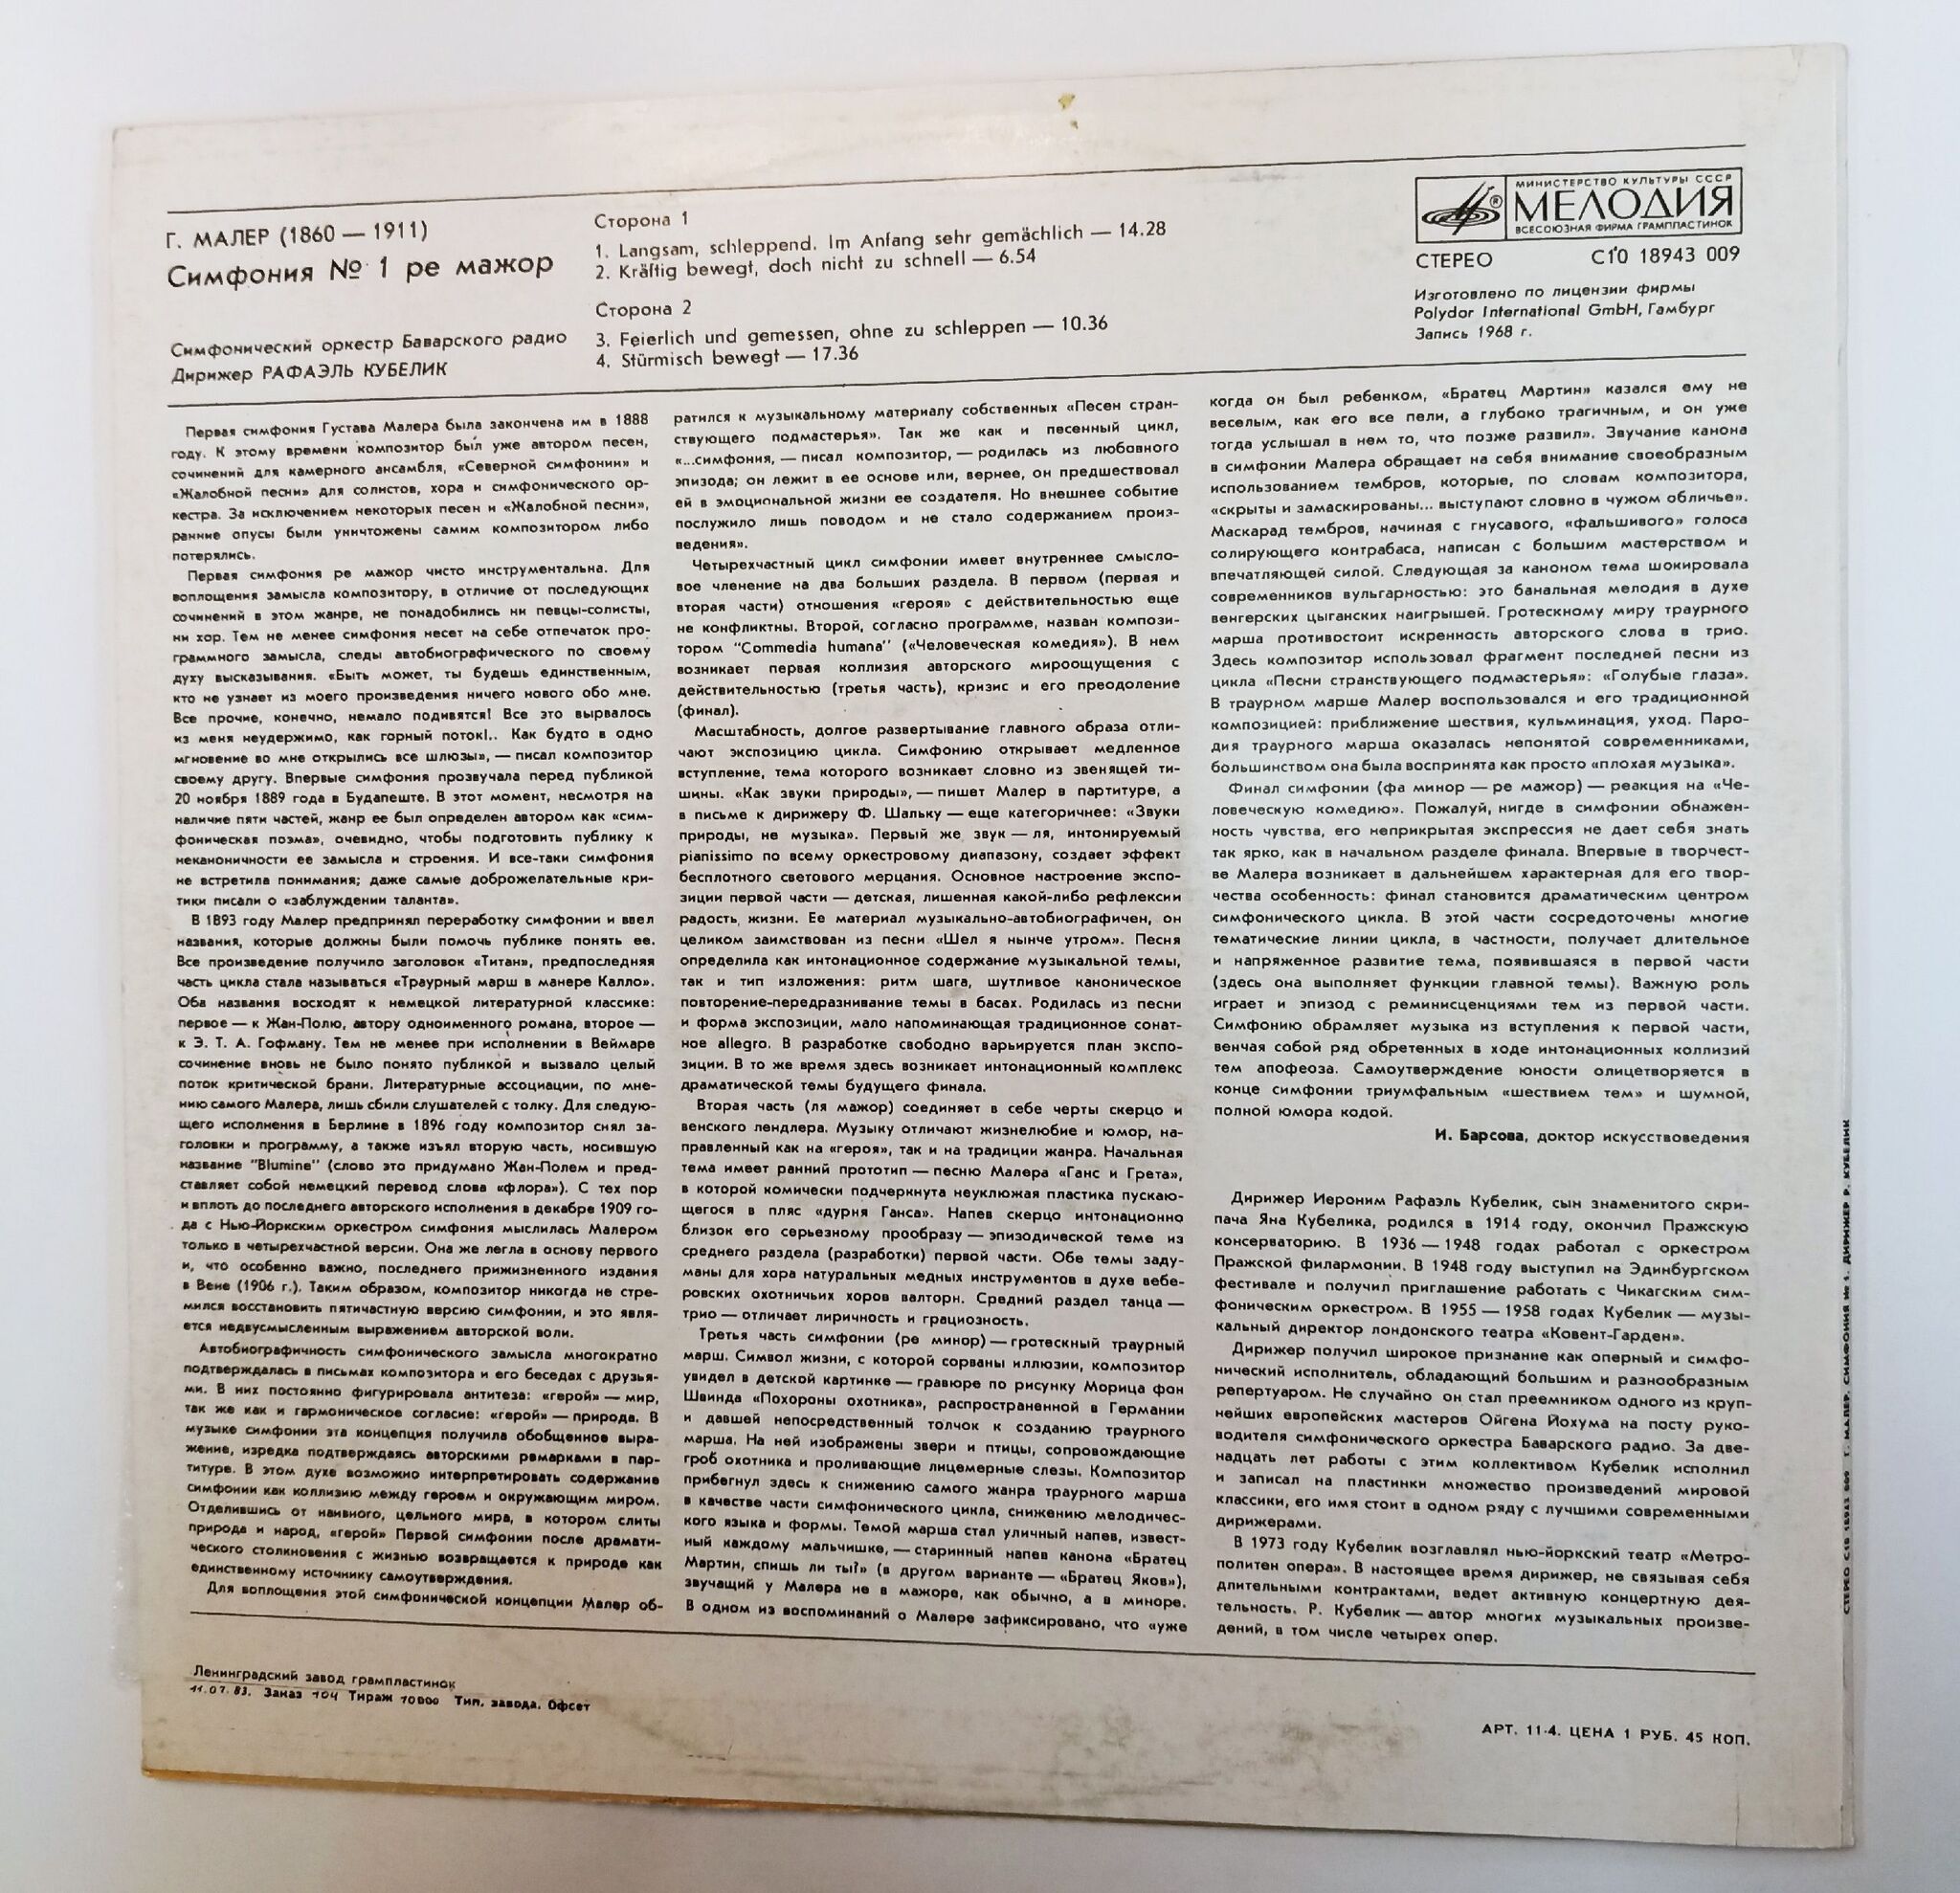 Г. МАЛЕР (1860 — 1911)
Симфония № 1 ре мажор
Симфонический оркестр Баварского радио
Дирижер РАФАЭЛЬ КУБЕЛИК
Сторона 1
1. Langsam, schleppend. Im Anfang sehr gemächlich — 14.28
2. Kräftig bewegt, doch nicht zu schnell — 6.54
Сторона 2
3. Feierlich und gemessen, ohne zu schleppen — 10.36
4. Stürmisch bewegt — 17.36
МИНИСТЕРСТВО КУЛЬТУРЫ СССР
МЕЛОДИЯ
ВСЕСОЮЗНАЯ ФИРМА ГРАМПЛАСТИНОК
СТЕРЕО С10 18943 009
Изготовлено по лицензии фирмы
Polydor International GmbH, Гамбург
Запись 1968 г.
Первая симфония Густава Малера была закончена им в 1888
году. К этому времени композитор был уже автором песен,
сочинений для камерного ансамбля, «Северной симфонии» и
«Жалобной песни» для солистов, хора и симфонического ор-
кестра. За исключением некоторых песен и «Жалобной песни»,
ранние опусы были уничтожены самим композитором либо
потерялись.
Первая симфония ре мажор чисто инструментальна. Для
воплощения замысла композитору, в отличие от последующих
сочинений в этом жанре, не понадобились ни певцы-солисты,
ни хор. Тем не менее симфония несет на себе отпечаток про-
граммного замысла, следы автобиографического по своему
духу высказывания. «Быть может, ты будешь единственным,
кто не узнает из моего произведения ничего нового обо мне.
Все прочие, конечно, немало подивятся! Все это вырвалось
из меня неудержимо, как горный поток!.. Как будто в одно
мгновение во мне открылись все шлюзы», — писал композитор
своему другу. Впервые симфония прозвучала перед публикой
20 ноября 1889 года в Будапеште. В этот момент, несмотря на
наличие пяти частей, жанр ее был определен автором как «сим-
фоническая поэма», очевидно, чтобы подготовить публику к
неканоничности ее замысла и строения. И все-таки симфония
не встретила понимания; даже самые доброжелательные кри-
тики писали о «заблуждении таланта».
В 1893 году Малер предпринял переработку симфонии и ввел
названия, которые должны были помочь публике понять ее.
Все произведение получило заголовок «Титан», предпоследняя
часть цикла стала называться «Траурный марш в манере Калло».
Оба названия восходят к немецкой литературной классике:
первое — к Жан-Полю, автору одноименного романа, второе —
к Э. Т. А. Гофману. Тем не менее при исполнении в Веймаре
сочинение вновь не было понято публикой и вызвало целый
поток критической брани. Литературные ассоциации, по мне-
нию самого Малера, лишь сбили слушателей с толку. Для следую-
щего исполнения в Берлине в 1896 году композитор снял за-
головки и программу, а также изъял вторую часть, носившую
название "Blumine" (слово это придумано Жан-Полем и пред-
ставляет собой немецкий перевод слова «флора»). С тех пор
и вплоть до последнего авторского исполнения в декабре 1909 го-
да с Нью-Йоркским оркестром симфония мыслилась Малером
только в четырехчастной версии. Она же легла в основу первого
и, что особенно важно, последнего прижизненного издания
в Вене (1906 г.). Таким образом, композитор никогда не стре-
мился восстановить пятичастную версию симфонии, и это явля-
ется недвусмысленным выражением авторской воли.
Автобиографичность симфонического замысла многократно
подтверждалась в письмах композитора и его беседах с друзья-
ми. В них постоянно фигурировала антитеза: «герой» — мир,
так же как и гармоническое согласие: «герой» — природа. В
музыке симфонии эта концепция получила обобщенное выра-
жение, изредка подтверждаясь авторскими ремарками в пар-
титуре. В этом духе возможно интерпретировать содержание
симфонии как коллизию между героем и окружающим миром.
Отделившись от наивного, цельного мира, в котором слиты
природа и народ, «герой» Первой симфонии после драмати-
ческого столкновения с жизнью возвращается к природе как
единственному источнику самоутверждения.
Для воплощения этой симфонической концепции Малер об-
ратился к музыкальному материалу собственных «Песен стран-
ствующего подмастерья». Так же как и песенный цикл,
«...симфония, — писал композитор, — родилась из любовного
эпизода; он лежит в ее основе или, вернее, он предшествовал
ей в эмоциональной жизни ее создателя. Но внешнее событие
послужило лишь поводом и не стало содержанием произ-
ведения».
Четырехчастный цикл симфонии имеет внутреннее смысло-
вое членение на два больших раздела. В первом (первая и
вторая части) отношения «героя» с действительностью еще
не конфликтны. Второй, согласно программе, назван компози-
тором "Commedia humana" («Человеческая комедия»). В нем
возникает первая коллизия авторского мироощущения с
действительностью (третья часть), кризис и его преодоление
(финал).
Масштабность, долгое развертывание главного образа отли-
чают экспозицию цикла. Симфонию открывает медленное
вступление, тема которого возникает словно из звенящей ти-
шины. «Как звуки природы», — пишет Малер в партитуре, а
в письме к дирижеру Ф. Шальку — еще категоричнее: «Звуки
природы, не музыка». Первый же звук — ля, интонируемый
pianissimo по всему оркестровому диапазону, создает эффект
бесплотного светового мерцания. Основное настроение экспо-
зиции первой части — детская, лишенная какой-либо рефлексии
радость жизни. Ее материал музыкально-автобиографичен, он
целиком заимствован из песни «Шел я нынче утром». Песня
определила как интонационное содержание музыкальной темы,
так и тип изложения: ритм шага, шутливое каноническое
повторение-передразнивание темы в басах. Родилась из песни
и форма экспозиции, мало напоминающая традиционное сонат-
ное allegro. В разработке свободно варьируется план экспо-
зиции. В то же время здесь возникает интонационный комплекс
драматической темы будущего финала.
Вторая часть (ля мажор) соединяет в себе черты скерцо и
венского лендлера. Музыку отличают жизнелюбие и юмор, на-
правленный как на «героя», так и на традиции жанра. Начальная
тема имеет ранний прототип — песню Малера «Ганс и Грета»,
в которой комически подчеркнута неуклюжая пластика пускаю-
щегося в пляс «дурня Ганса». Напев скерцо интонационно
близок его серьезному прообразу — эпизодической теме из
среднего раздела (разработки) первой части. Обе темы заду-
маны для хора натуральных медных инструментов в духе вебе-
ровских охотничьих хоров валторн. Средний раздел танца —
трио — отличает лиричность и грациозность.
Третья часть симфонии (ре минор) — гротескный траурный
марш. Символ жизни, с которой сорваны иллюзии, композитор
увидел в детской картинке — гравюре по рисунку Морица фон
Швинда «Похороны охотника», распространенной в Германии
и давшей непосредственный толчок к созданию траурного
марша. На ней изображены звери и птицы, сопровождающие
гроб охотника и проливающие лицемерные слезы. Композитор
прибегнул здесь к снижению самого жанра траурного марша
в качестве части симфонического цикла, снижению мелодичес-
кого языка и формы. Темой марша стал уличный напев, извест-
ный каждому мальчишке, — старинный напев канона «Братец
Мартин, спишь ли ты?» (в другом варианте — «Братец Яков»),
звучащий у Малера не в мажоре, как обычно, а в миноре.
В одном из воспоминаний о Малере зафиксировано, что «уже
когда он был ребенком, «Братец Мартин» казался ему не
веселым, как его все пели, а глубоко трагичным, и он уже
тогда услышал в нем то, что позже развил». Звучание канона
в симфонии Малера обращает на себя внимание своеобразным
использованием тембров, которые, по словам композитора,
«скрыты и замаскированы... выступают словно в чужом обличье».
Маскарад тембров, начиная с гнусавого, «фальшивого» голоса
солирующего контрабаса, написан с большим мастерством и
впечатляющей силой. Следующая за каноном тема шокировала
современников вульгарностью: это банальная мелодия в духе
венгерских цыганских наигрышей. Гротескному миру траурного
марша противостоит искренность авторского слова в трио.
Здесь композитор использовал фрагмент последней песни из
цикла «Песни странствующего подмастерья»: «Голубые глаза».
В траурном марше Малер воспользовался и его традиционной
композицией: приближение шествия, кульминация, уход. Паро-
дия траурного марша оказалась непонятой современниками,
большинством она была воспринята как просто «плохая музыка».
Финал симфонии (фа минор — ре мажор) — реакция на «Че-
ловеческую комедию». Пожалуй, нигде в симфонии обнажен-
ность чувства, его неприкрытая экспрессия не дает себя знать
так ярко, как в начальном разделе финала. Впервые в творчест-
ве Малера возникает в дальнейшем характерная для его твор-
чества особенность: финал становится драматическим центром
симфонического цикла. В этой части сосредоточены многие
тематические линии цикла, в частности, получает длительное
и напряженное развитие тема, появившаяся в первой части
(здесь она выполняет функции главной темы). Важную роль
играет и эпизод с реминисценциями тем из первой части.
Симфонию обрамляет музыка из вступления к первой части,
венчая собой ряд обретенных в ходе интонационных коллизий
тем апофеоза. Самоутверждение юности олицетворяется в
конце симфонии триумфальным «шествием тем» и шумной,
полной юмора кодой.
И. Барсова, доктор искусствоведения
Дирижер Иероним Рафаэль Кубелик, сын знаменитого скри-
пача Яна Кубелика, родился в 1914 году, окончил Пражскую
консерваторию. В 1936 — 1948 годах работал с оркестром
Пражской филармонии. В 1948 году выступил на Эдинбургском
фестивале и получил приглашение работать с Чикагским сим-
фоническим оркестром. В 1955 — 1958 годах Кубелик — музы-
кальный директор лондонского театра «Ковент-Гарден».
Дирижер получил широкое признание как оперный и симфо-
нический исполнитель, обладающий большим и разнообразным
репертуаром. Не случайно он стал преемником одного из круп-
нейших европейских мастеров Ойгена Йохума на посту руко-
водителя симфонического оркестра Баварского радио. За две-
надцать лет работы с этим коллективом Кубелик исполнил
и записал на пластинки множество произведений мировой
классики, его имя стоит в одном ряду с лучшими современными
дирижерами.
В 1973 году Кубелик возглавлял нью-йоркский театр «Метро-
политен опера». В настоящее время дирижер, не связывая себя
длительными контрактами, ведет активную концертную дея-
тельность. Р. Кубелик — автор многих музыкальных произве-
дений, в том числе четырех опер.
Ленинградский завод грампластинок
11.07.83. Заказ 104 Тираж 10000 Тип. завода. Офсет
АРТ. 11-4. ЦЕНА 1 РУБ. 45 КОП.
СТЕРЕО С10 18943 009 Г. МАЛЕР. СИМФОНИЯ № 1. ДИРИЖЕР Р. КУБЕЛИК